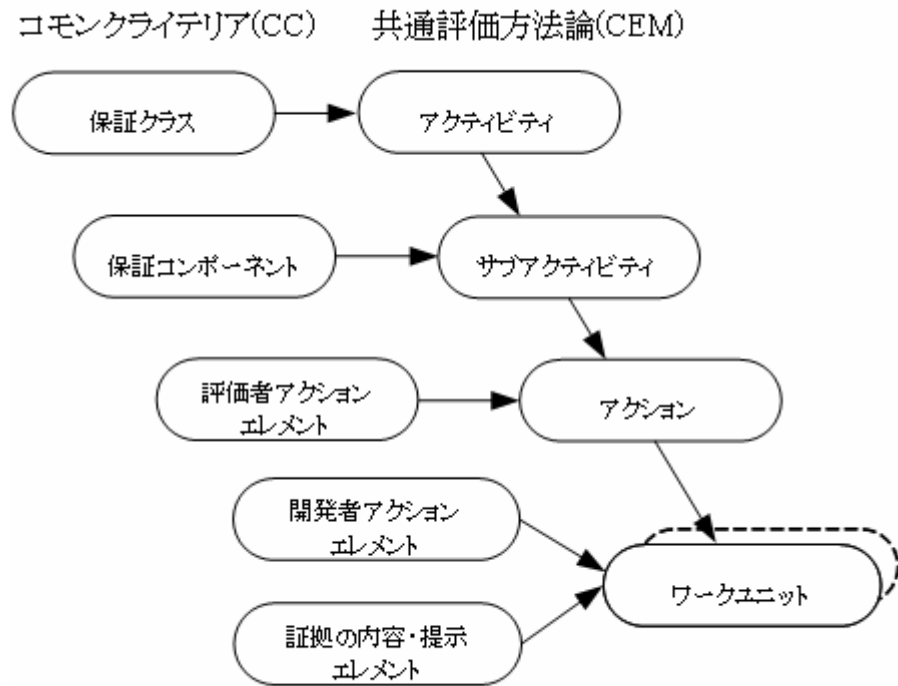 コモンクライテリア(CC) 共通評価方法論(CEM)
保証クラス
アクティビティ
保証コンポーネント
サブアクティビティ
評価者アクション
エレメント
アクション
開発者アクション
エレメント
ワークユニット
証拠の内容・提示
エレメント